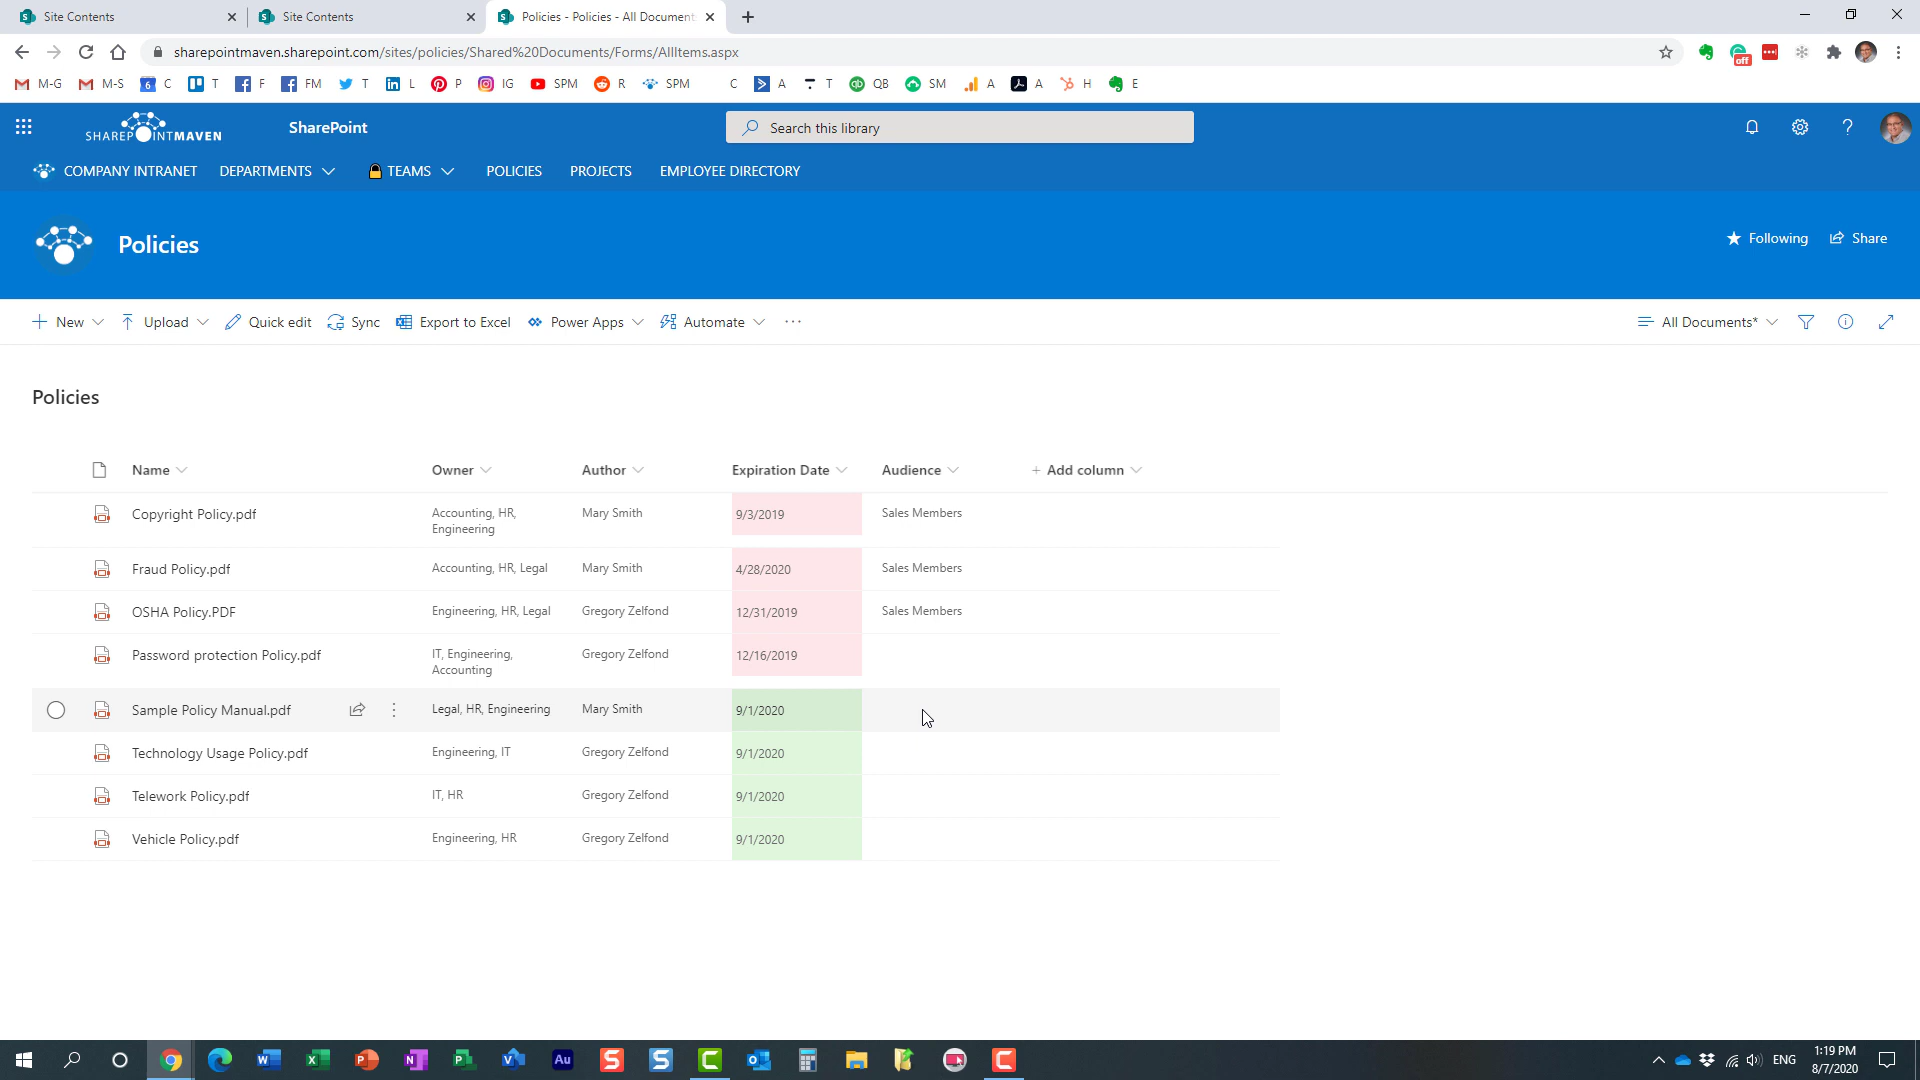 Site Contents
Site Contents
Policies - Policies - All Document
sharepointmaven.sharepoint.com/sites/policies/Shared%20Documents/Forms/AllItems.aspx
off
M-G M-S 6 C T F FM T L P IG SPM R SPM C A T QB SM A A H E
SHAREPOINTMAVEN SharePoint Search this library
COMPANY INTRANET DEPARTMENTS TEAMS POLICIES PROJECTS EMPLOYEE DIRECTORY
Policies
Following Share
New Upload Quick edit Sync Export to Excel Power Apps Automate ··· All Documents*
Policies
Name Owner Author Expiration Date Audience + Add column
Copyright Policy.pdf Accounting, HR, Mary Smith 9/3/2019 Sales Members
Engineering
Fraud Policy.pdf Accounting, HR, Legal Mary Smith 4/28/2020 Sales Members
OSHA Policy.PDF Engineering, HR, Legal Gregory Zelfond 12/31/2019 Sales Members
Password protection Policy.pdf IT, Engineering, Gregory Zelfond 12/16/2019
Accounting
Sample Policy Manual.pdf Legal, HR, Engineering Mary Smith 9/1/2020
Technology Usage Policy.pdf Engineering, IT Gregory Zelfond 9/1/2020
Telework Policy.pdf IT, HR Gregory Zelfond 9/1/2020
Vehicle Policy.pdf Engineering, HR Gregory Zelfond 9/1/2020
ENG 1:19 PM
8/7/2020